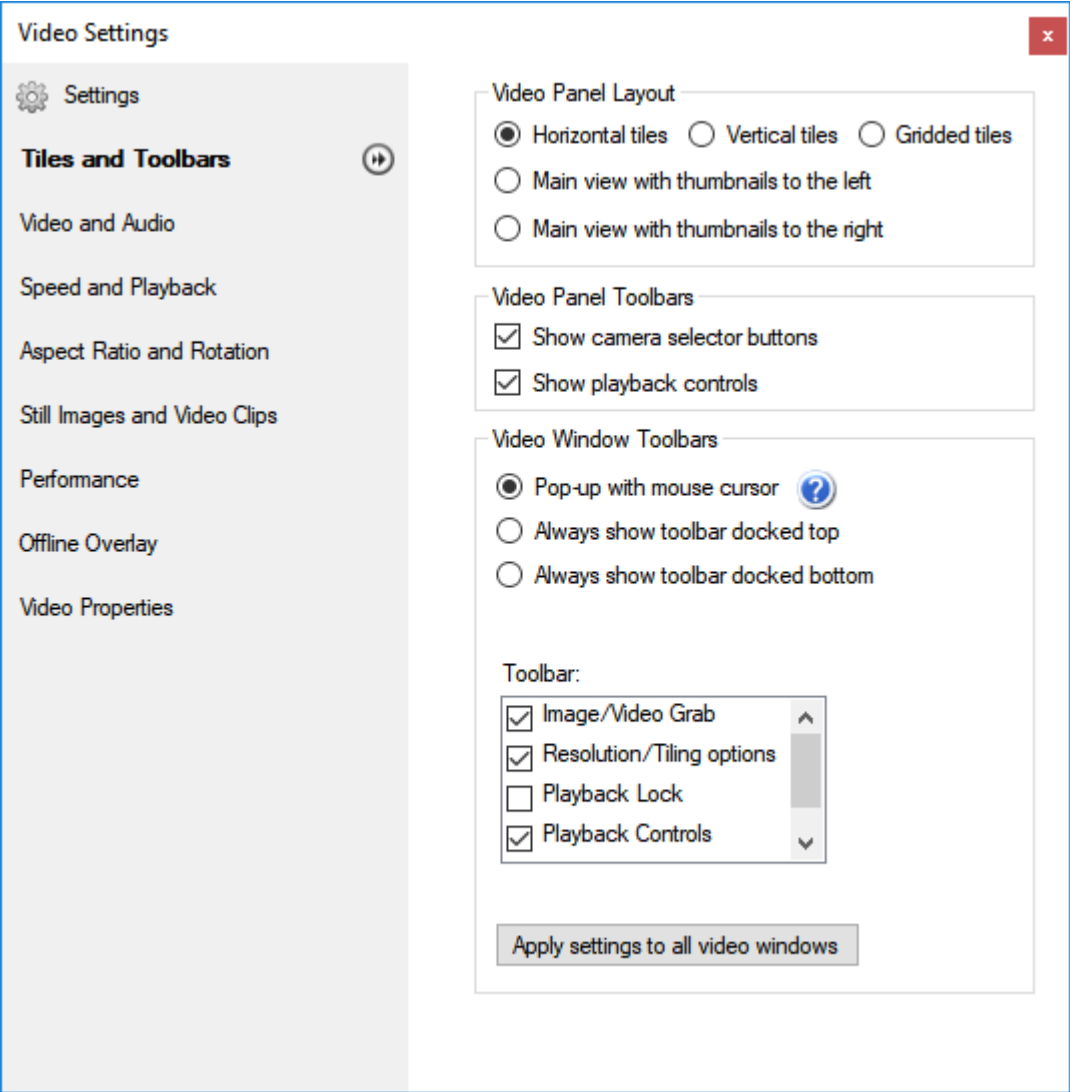 Video Settings
x
Settings
Tiles and Toolbars
Video and Audio
Speed and Playback
Aspect Ratio and Rotation
Still Images and Video Clips
Performance
Offline Overlay
Video Properties
Video Panel Layout
Horizontal tiles Vertical tiles Gridded tiles
Main view with thumbnails to the left
Main view with thumbnails to the right
Video Panel Toolbars
Show camera selector buttons
Show playback controls
Video Window Toolbars
Pop-up with mouse cursor ?
Always show toolbar docked top
Always show toolbar docked bottom
Toolbar:
Image/Video Grab
Resolution/Tiling options
Playback Lock
Playback Controls
Apply settings to all video windows